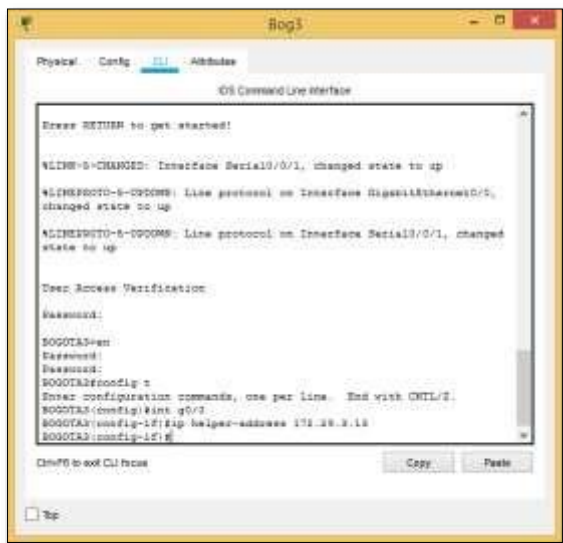 Bog3
Physical Config CLI Attributes
IOS Command Line Interface
Press RETURN to get started!
%LINK-5-CHANGED: Interface Serial0/0/1, changed state to up
%LINEPROTO-5-UPDOWN: Line protocol on Interface GigabitEthernet0/0,
changed state to up
%LINEPROTO-5-UPDOWN: Line protocol on Interface Serial0/0/1, changed
state to up
User Access Verification
Password:
BOGOTA3>en
Password:
Password:
BOGOTA3#config t
Enter configuration commands, one per line. End with CNTL/Z.
BOGOTA3(config)#int g0/0
BOGOTA3(config-if)#ip helper-address
BOGOTA3(config-if)#
Ctrl+F6 to exit CLI focus
Copy Paste
Top